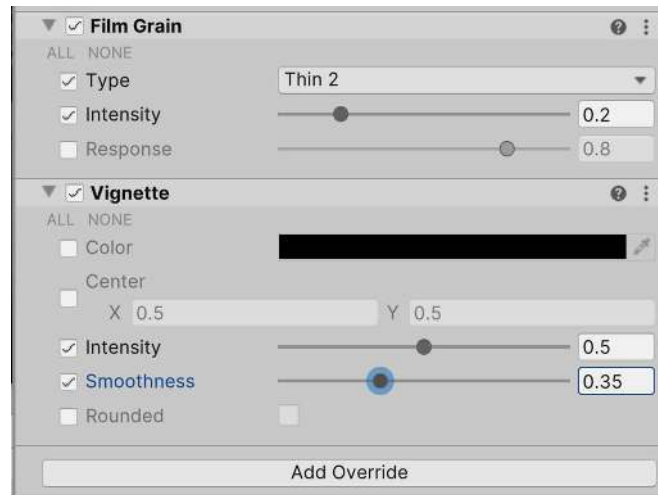 Film Grain
ALL NONE
Type Thin 2
Intensity 0.2
Response 0.8
Vignette
ALL NONE
Color
Center
X 0.5 Y 0.5
Intensity 0.5
Smoothness 0.35
Rounded
Add Override